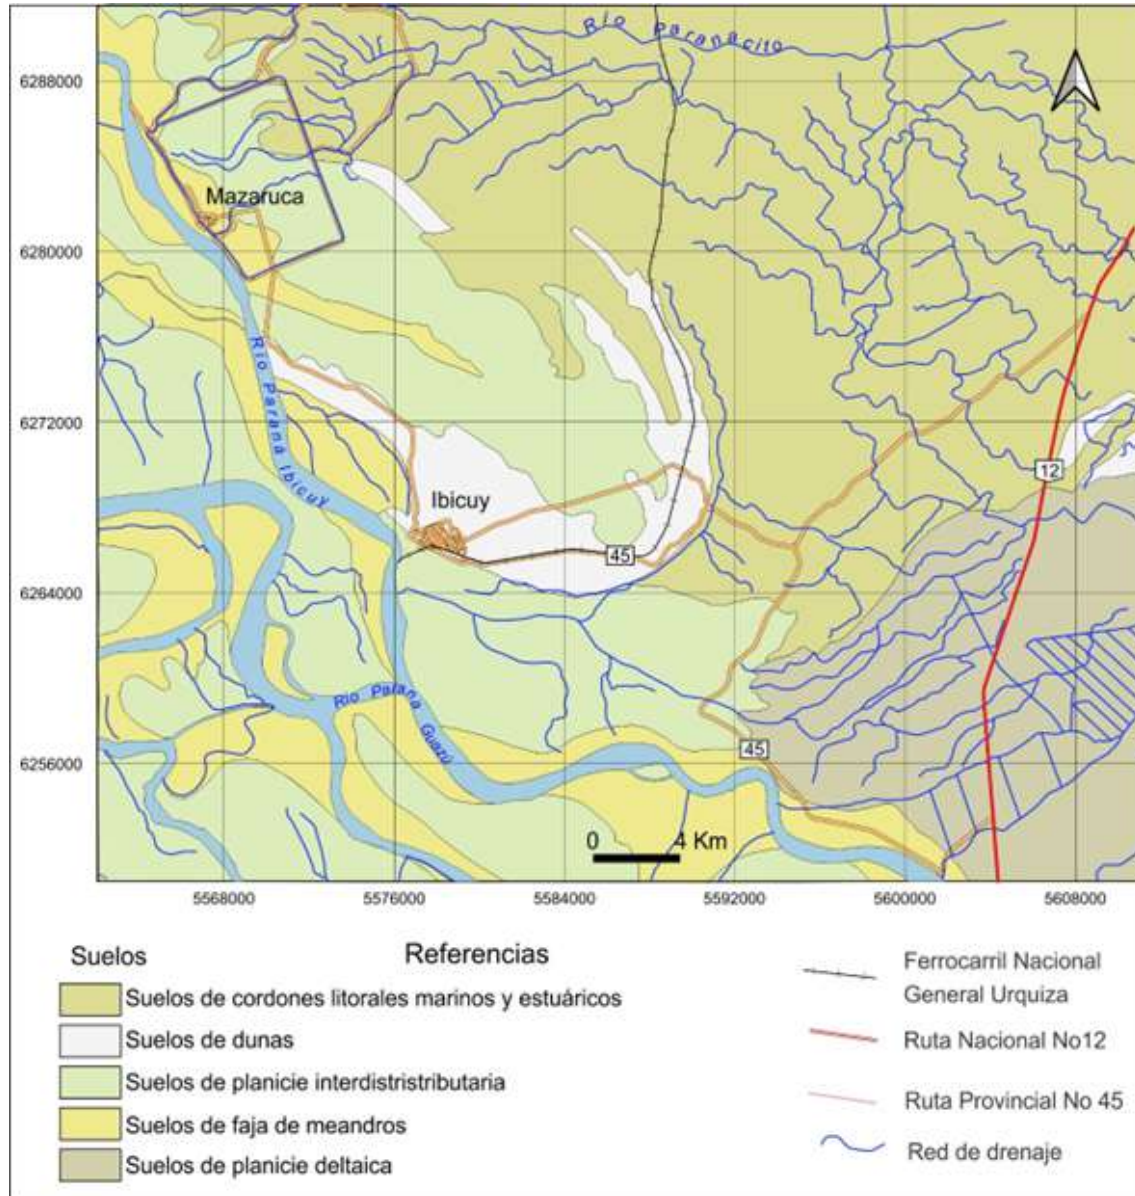 Río Paranacito
6288000
Mazaruca
6280000
Río Paraná Ibicuy
6272000
12
Ibicuy
45
6264000
Río Paraná Guazú
6256000
45
0 4 Km
5568000 5576000 5584000 5592000 5600000 5608000
Referencias
Suelos
Suelos de cordones litorales marinos y estuáricos
Suelos de dunas
Suelos de planicie interdistristributaria
Suelos de faja de meandros
Suelos de planicie deltaica
Ferrocarril Nacional
General Urquiza
Ruta Nacional No12
Ruta Provincial No 45
Red de drenaje